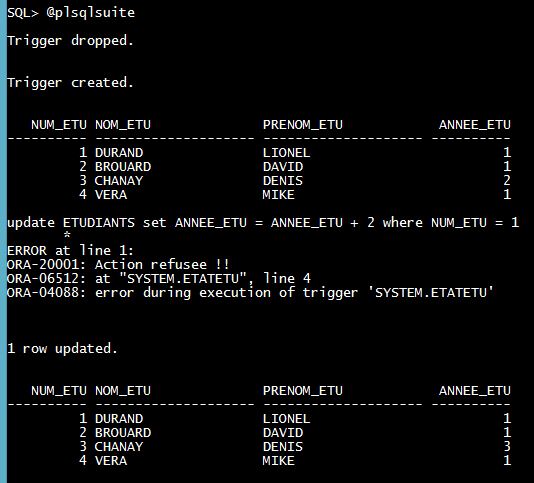 SQL> @plsqlsuite
Trigger dropped.
Trigger created.
NUM_ETU NOM_ETU PRENOM_ETU ANNEE_ETU
---------- -------------------- -------------------- ----------
1 DURAND LIONEL 1
2 BROUARD DAVID 1
3 CHANAY DENIS 2
4 VERA MIKE 1
update ETUDIANTS set ANNEE_ETU = ANNEE_ETU + 2 where NUM_ETU = 1
*
ERROR at line 1:
ORA-20001: Action refusee !!
ORA-06512: at "SYSTEM.ETATETU", line 4
ORA-04088: error during execution of trigger 'SYSTEM.ETATETU'
1 row updated.
NUM_ETU NOM_ETU PRENOM_ETU ANNEE_ETU
---------- -------------------- -------------------- ----------
1 DURAND LIONEL 1
2 BROUARD DAVID 1
3 CHANAY DENIS 3
4 VERA MIKE 1